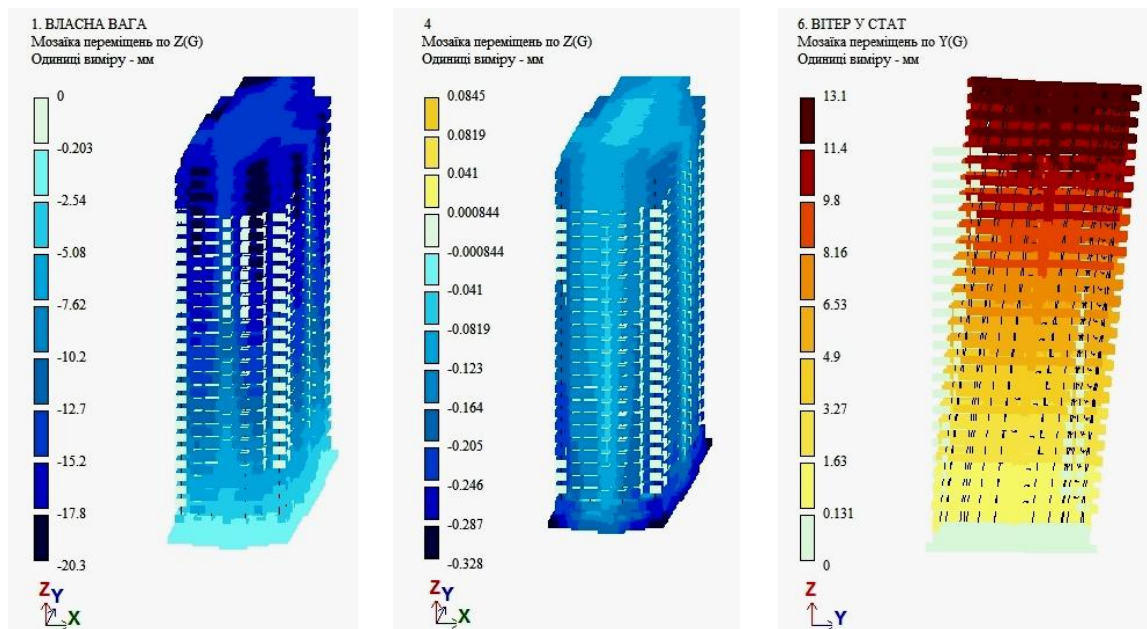 1. ВЛАСНА ВАГА
Мозаїка переміщень по Z(G)
Одиниці виміру - мм
0
-0.203
-2.54
-5.08
-7.62
-10.2
-12.7
-15.2
-17.8
-20.3
Z
Y
X
4
Мозаїка переміщень по Z(G)
Одиниці виміру - мм
0.0845
0.0819
0.041
0.000844
-0.000844
-0.041
-0.0819
-0.123
-0.164
-0.205
-0.246
-0.287
-0.328
Z
Y
X
6. ВІТЕР У СТАТ
Мозаїка переміщень по Y(G)
Одиниці виміру - мм
13.1
11.4
9.8
8.16
6.53
4.9
3.27
1.63
0.131
0
Z
Y